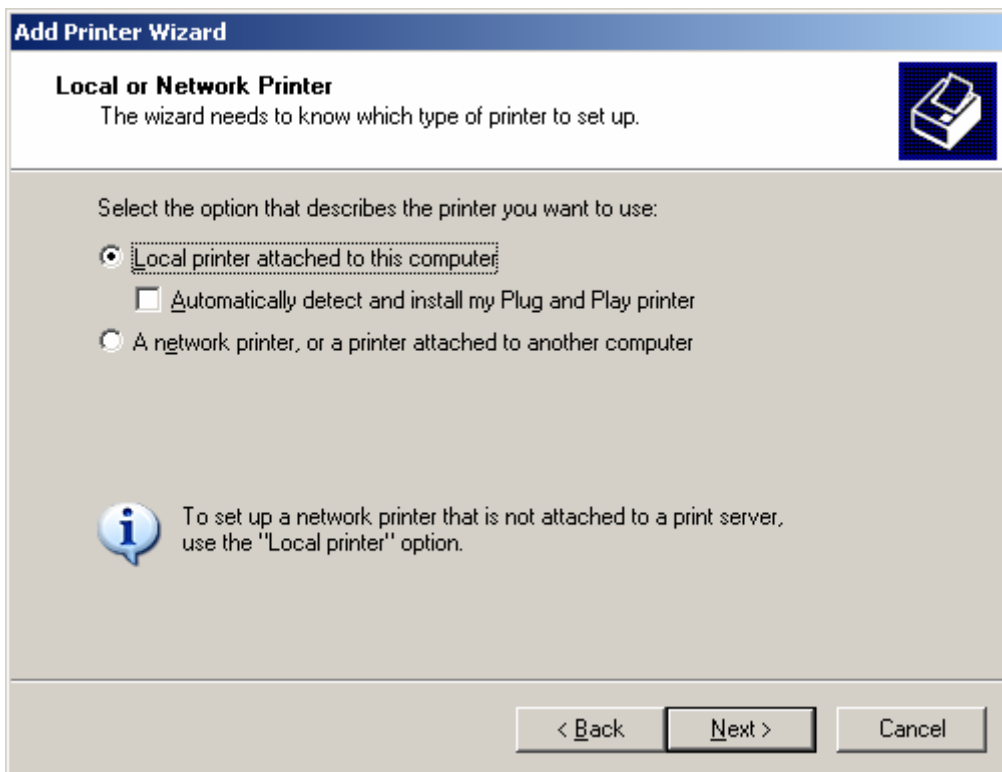 Add Printer Wizard
Local or Network Printer
The wizard needs to know which type of printer to set up.
Select the option that describes the printer you want to use:
Local printer attached to this computer
Automatically detect and install my Plug and Play printer
A network printer, or a printer attached to another computer
To set up a network printer that is not attached to a print server,
use the "Local printer" option.
< Back
Next >
Cancel